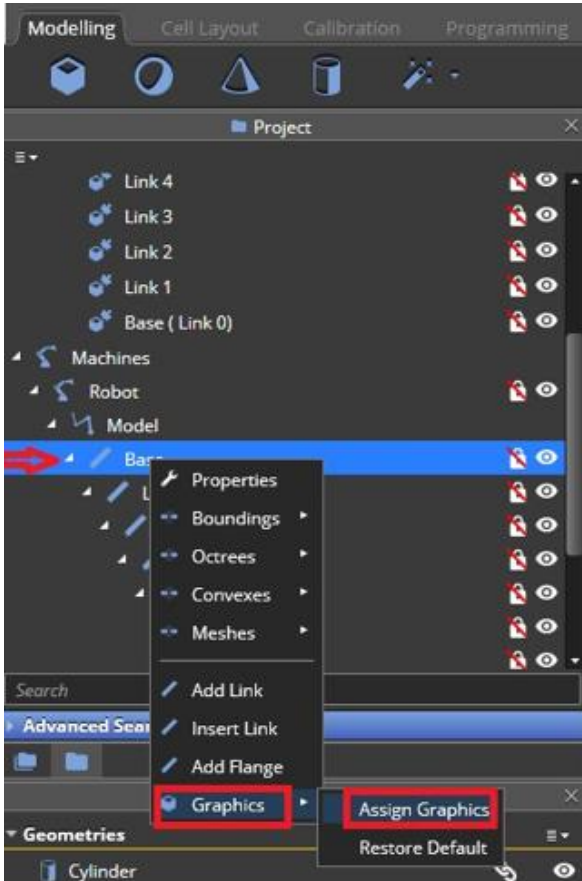 Modelling Cell Layout Calibration Programming
Project
Link 4
Link 3
Link 2
Link 1
Base ( Link 0)
Machines
Robot
Model
Properties
Boundings
Octrees
Convexes
Meshes
Search
Add Link
Insert Link
Add Flange
Graphics
Assign Graphics
Restore Default
Geometries
Cylinder